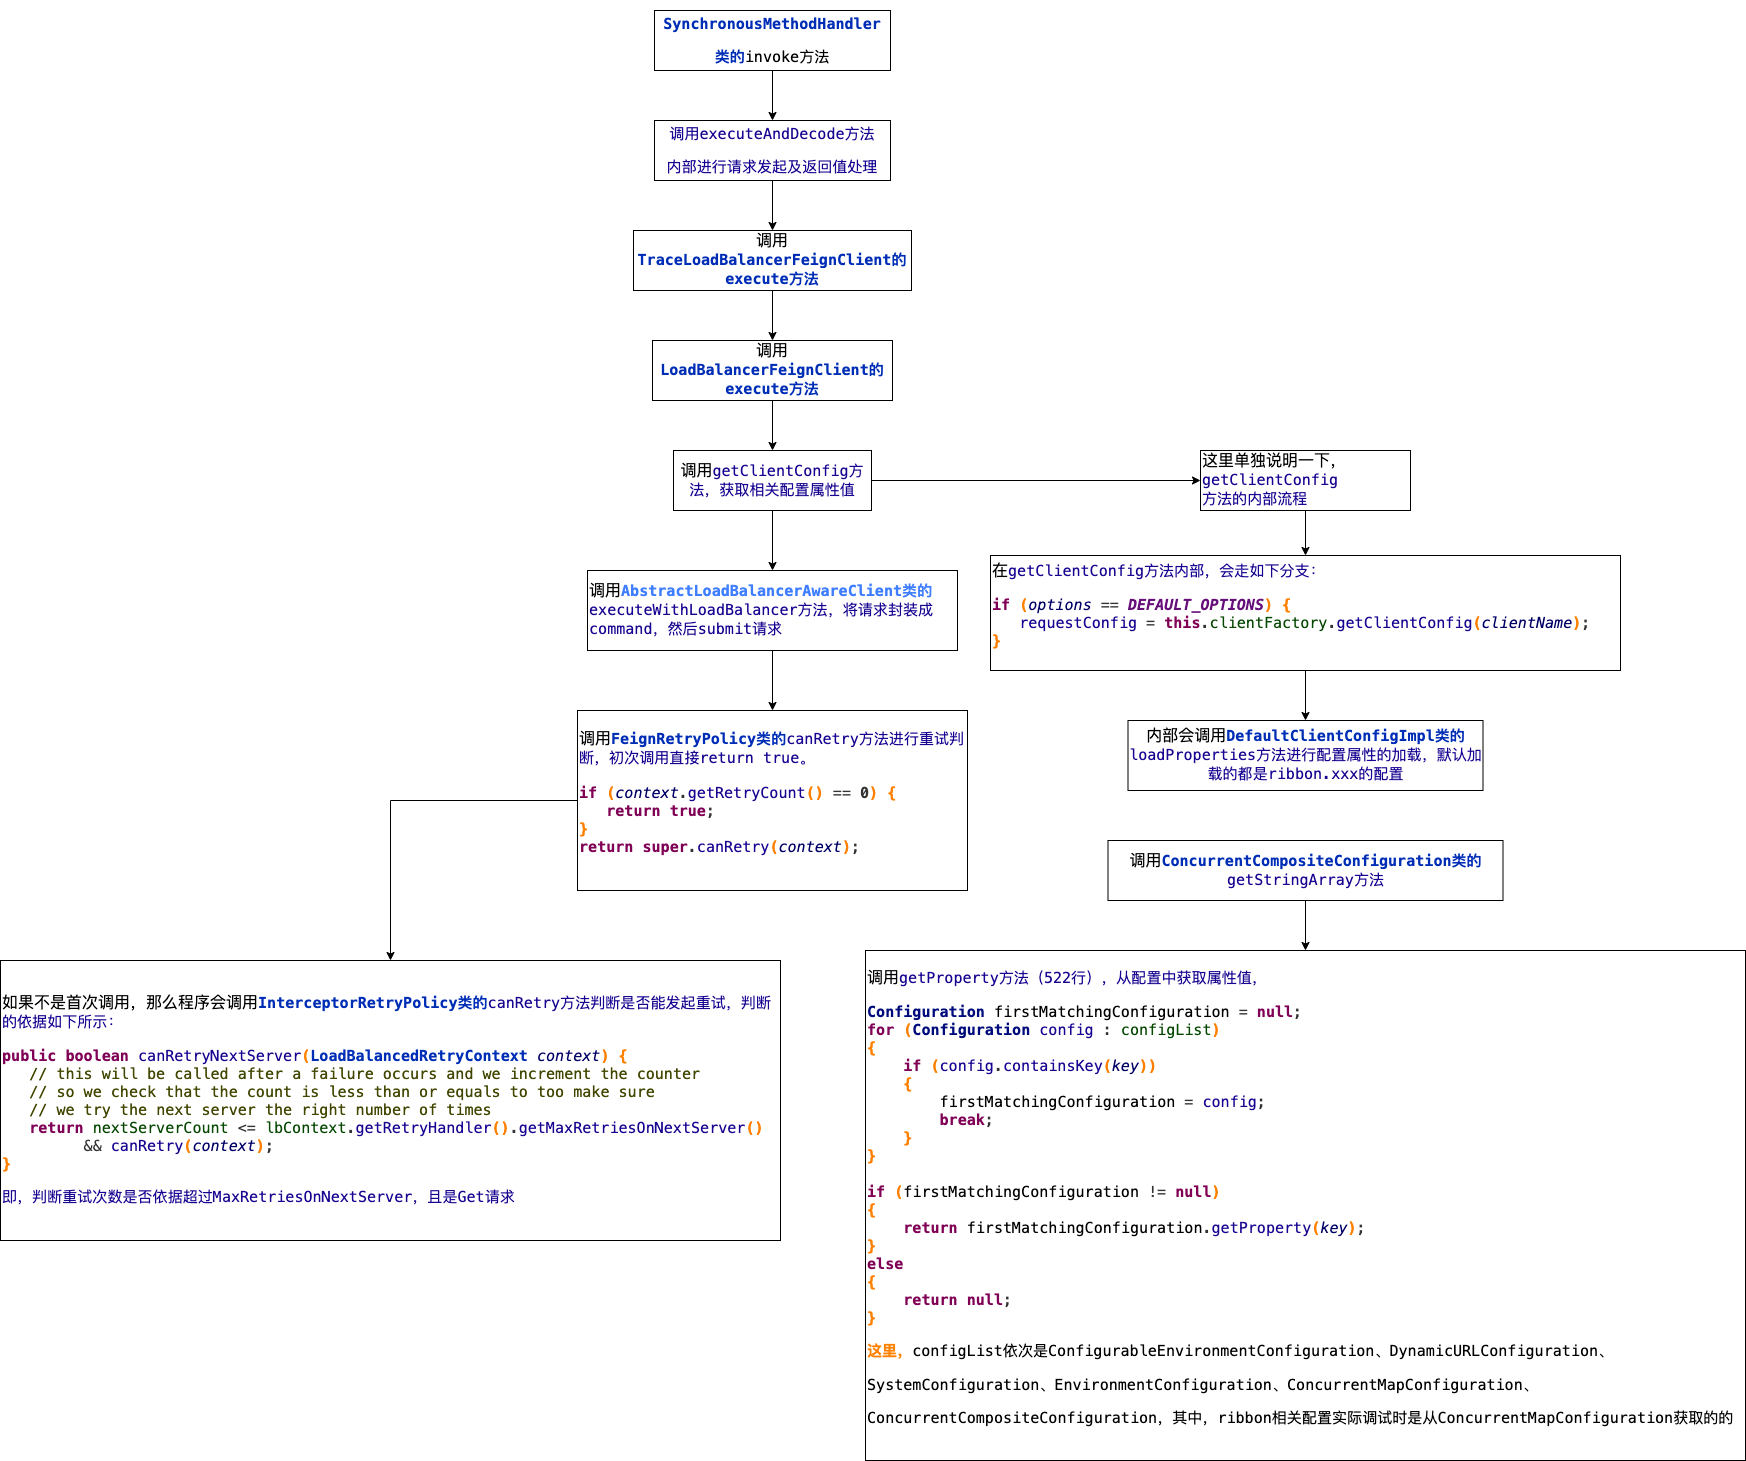 SynchronousMethodHandler
类的invoke方法
调用executeAndDecode方法
内部进行请求发起及返回值处理
调用
TraceLoadBalancerFeignClient的
execute方法
调用
LoadBalancerFeignClient的
execute方法
调用getClientConfig方
法，获取相关配置属性值
这里单独说明一下，
getClientConfig
方法的内部流程
在getClientConfig方法内部，会走如下分支：
if (options == DEFAULT_OPTIONS) {
   requestConfig = this.clientFactory.getClientConfig(clientName);
}
调用AbstractLoadBalancerAwareClient类的
executeWithLoadBalancer方法，将请求封装成
command，然后submit请求
内部会调用DefaultClientConfigImpl类的
loadProperties方法进行配置属性的加载，默认加
载的都是ribbon.xxx的配置
调用FeignRetryPolicy类的canRetry方法进行重试判
断，初次调用直接return true。
if (context.getRetryCount() == 0) {
   return true;
}
return super.canRetry(context);
调用ConcurrentCompositeConfiguration类的
getStringArray方法
如果不是首次调用，那么程序会调用InterceptorRetryPolicy类的canRetry方法判断是否能发起重试，判断
的依据如下所示：
public boolean canRetryNextServer(LoadBalancedRetryContext context) {
   // this will be called after a failure occurs and we increment the counter
   // so we check that the count is less than or equals to too make sure
   // we try the next server the right number of times
   return nextServerCount <= lbContext.getRetryHandler().getMaxRetriesOnNextServer()
         && canRetry(context);
}
即，判断重试次数是否依据超过MaxRetriesOnNextServer，且是Get请求
调用getProperty方法（522行），从配置中获取属性值，
Configuration firstMatchingConfiguration = null;
for (Configuration config : configList)
{
    if (config.containsKey(key))
    {
        firstMatchingConfiguration = config;
        break;
    }
}
if (firstMatchingConfiguration != null)
{
    return firstMatchingConfiguration.getProperty(key);
}
else
{
    return null;
}
这里，configList依次是ConfigurableEnvironmentConfiguration、DynamicURLConfiguration、
SystemConfiguration、EnvironmentConfiguration、ConcurrentMapConfiguration、
ConcurrentCompositeConfiguration，其中，ribbon相关配置实际调试时是从ConcurrentMapConfiguration获取的的